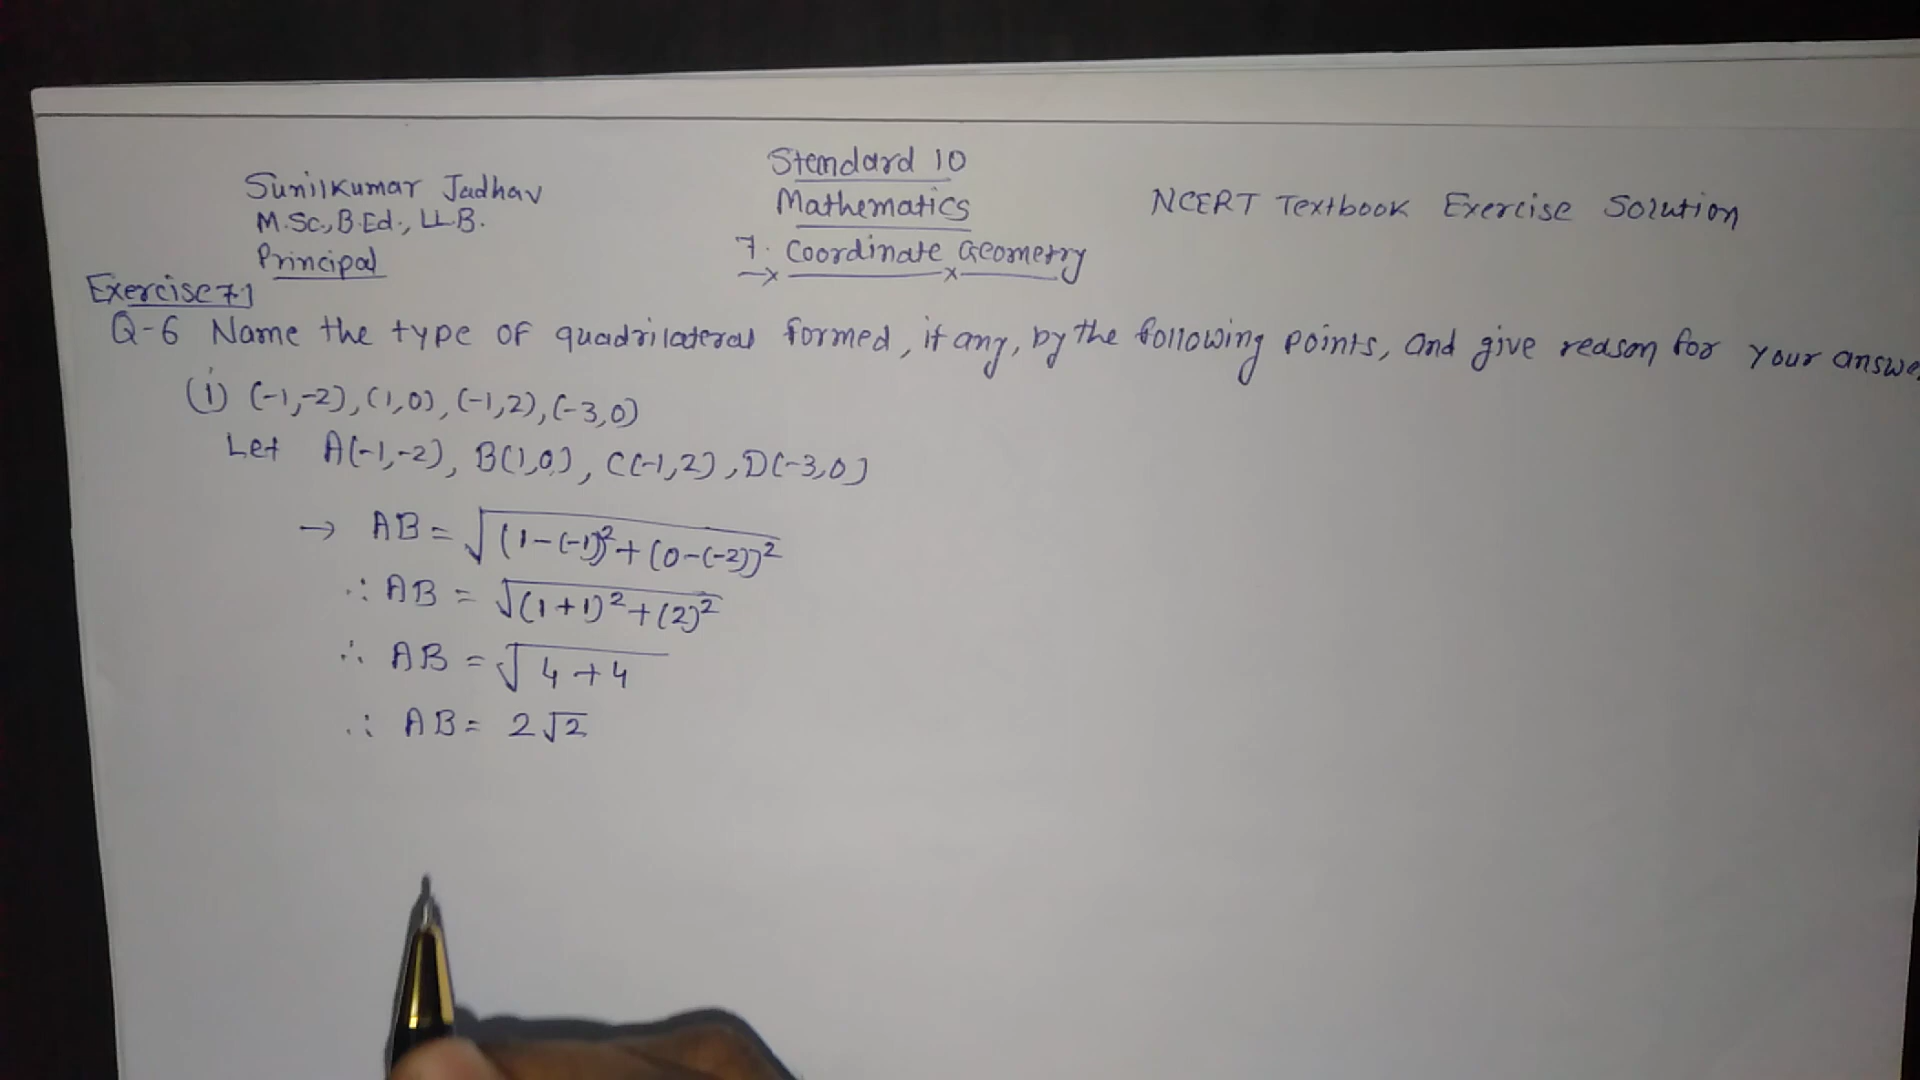 Sunilkumar Jadhav
M.Sc., B.Ed., LL.B.
Principal
Standard 10
Mathematics
7. Coordinate Geometry
NCERT Textbook Exercise Solution
Exercise 7.1
Q-6 Name the type of quadrilateral formed, if any, by the following points, and give reason for your answe
(i) (-1,-2), (1,0), (-1,2), (-3,0)
Let A(-1,-2), B(1,0), C(-1,2), D(-3,0)
→ AB = √(1-(-1))² + (0-(-2))²
∴ AB = √(1+1)² + (2)²
∴ AB = √4+4
∴ AB = 2√2